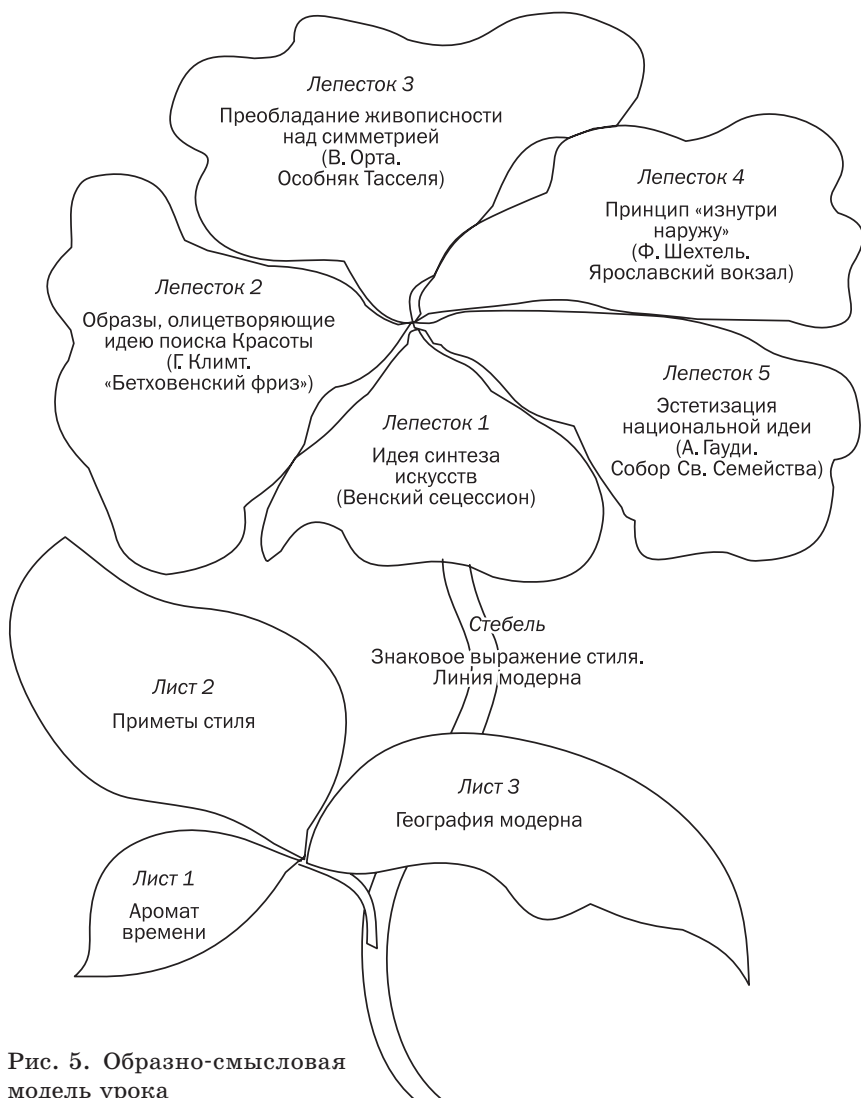 Лепесток 3
Преобладание живописности
над симметрией
(В. Орта.
Особняк Тасселя)
Лепесток 4
Принцип «изнутри
наружу»
(Ф. Шехтель.
Ярославский вокзал)
Лепесток 2
Образы, олицетворяющие
идею поиска Красоты
(Г. Климт.
«Бетховенский фриз»)
Лепесток 5
Эстетизация
национальной идеи
(А. Гауди.
Собор Св. Семейства)
Лепесток 1
Идея синтеза
искусств
(Венский сецессион)
Стебель
Знаковое выражение стиля.
Линия модерна
Лист 2
Приметы стиля
Лист 3
География модерна
Лист 1
Аромат
времени
Рис. 5. Образно-смысловая
модель урока